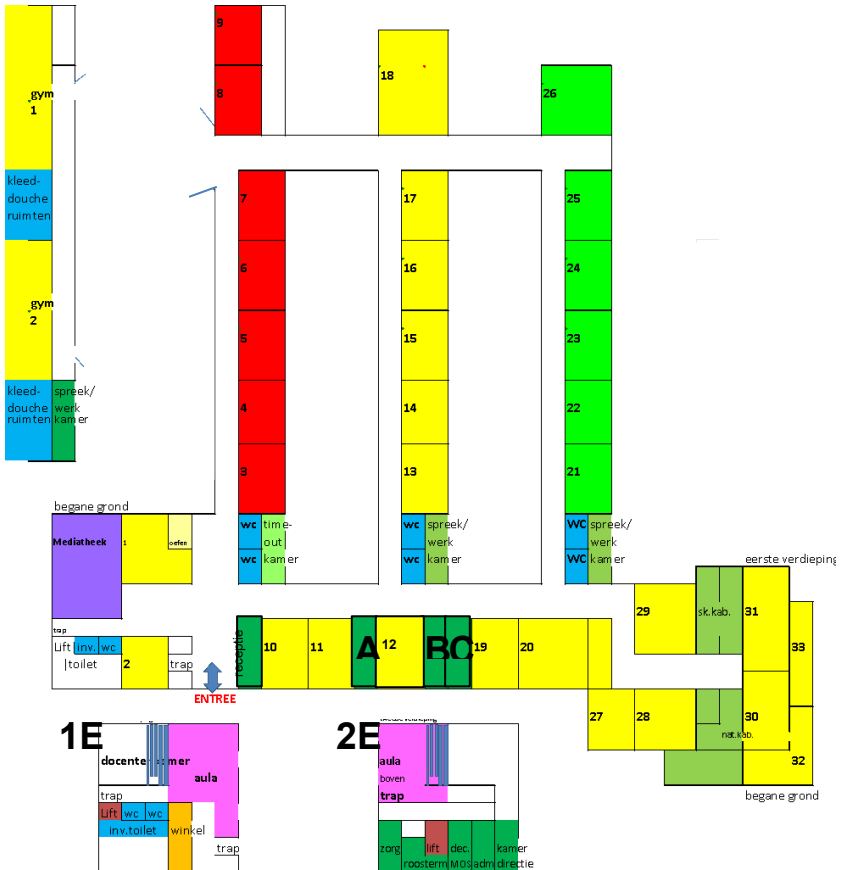 9
18
gym
1
8
26
kleed-
douche
ruimten
7
17
25
6
16
24
gym
2
5
15
23
kleed-
douche
ruimten
spreek/
werk
kamer
4
14
22
3
13
21
begane grond
Mediatheek
1
oefen
wc
wc
time-
out
kamer
wc
wc
spreek/
werk
kamer
WC
WC
spreek/
werk
kamer
eerste verdieping
29
sk.kab.
31
33
trap
Lift
inv.
wc
toilet
2
trap
receptie
10
11
A
12
B
C
19
20
ENTREE
27
28
nat.kab.
30
32
begane grond
1E
docentenkamer
aula
trap
Lift
wc
wc
inv.toilet
winkel
trap
2E
aula
boven
trap
zorg
lift
dec.
kamer
roosterm
MOS
adm
directie